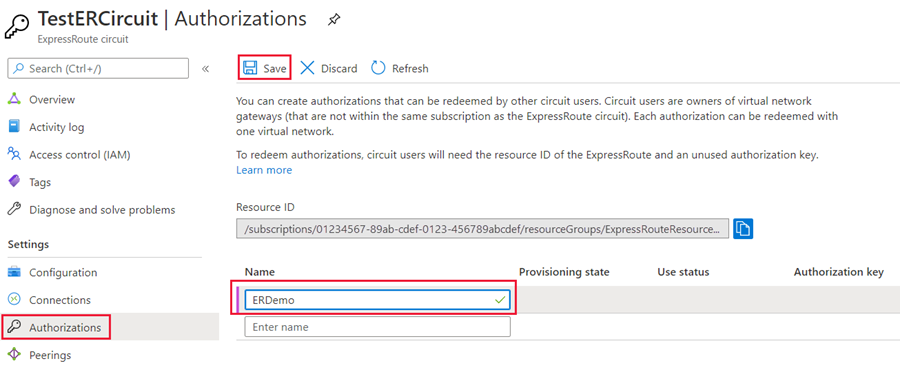 TestERCircuit | Authorizations
ExpressRoute circuit
Search (Ctrl+/)
«
Overview
Activity log
Access control (IAM)
Tags
Diagnose and solve problems
Settings
Configuration
Connections
Authorizations
Peerings
Save
Discard
Refresh
You can create authorizations that can be redeemed by other circuit users. Circuit users are owners of virtual network
gateways (that are not within the same subscription as the ExpressRoute circuit). Each authorization can be redeemed with
one virtual network.
To redeem authorizations, circuit users will need the resource ID of the ExpressRoute and an unused authorization key.
Learn more
Resource ID
/subscriptions/01234567-89ab-cdef-0123-456789abcdef/resourceGroups/ExpressRouteResource...
Name Provisioning state Use status Authorization key
ERDemo
Enter name